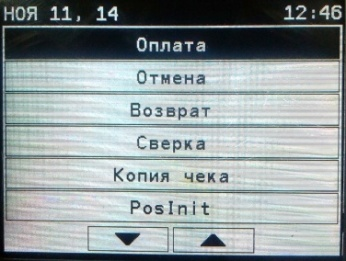 НОЯ 11, 14 12:46
Оплата
Отмена
Возврат
Сверка
Копия чека
PosInit